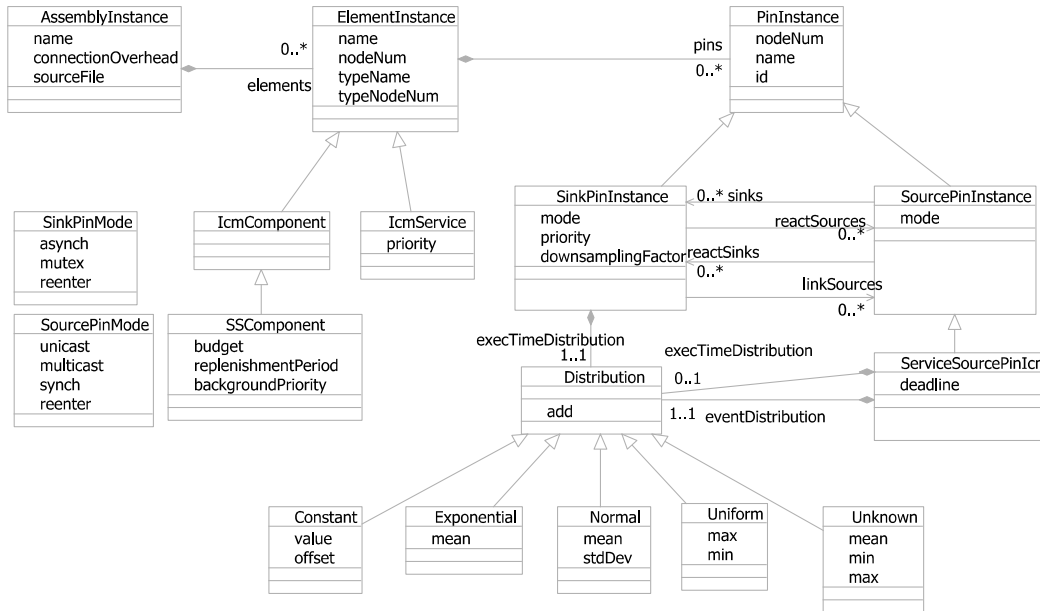 AssemblyInstance
name
connectionOverhead
sourceFile
0..*
elements
ElementInstance
name
nodeNum
typeName
typeNodeNum
pins
0..*
PinInstance
nodeNum
name
id
SinkPinMode
asynch
mutex
reenter
IcmComponent
IcmService
priority
SinkPinInstance
mode
priority
downsamplingFactor
0..* sinks
reactSources
0..*
reactSinks
0..*
linkSources
0..*
SourcePinInstance
mode
SourcePinMode
unicast
multicast
synch
reenter
SSComponent
budget
replenishmentPeriod
backgroundPriority
execTimeDistribution
1..1
Distribution
add
execTimeDistribution
0..1
1..1
eventDistribution
ServiceSourcePinIcm
deadline
Constant
value
offset
Exponential
mean
Normal
mean
stdDev
Uniform
max
min
Unknown
mean
min
max